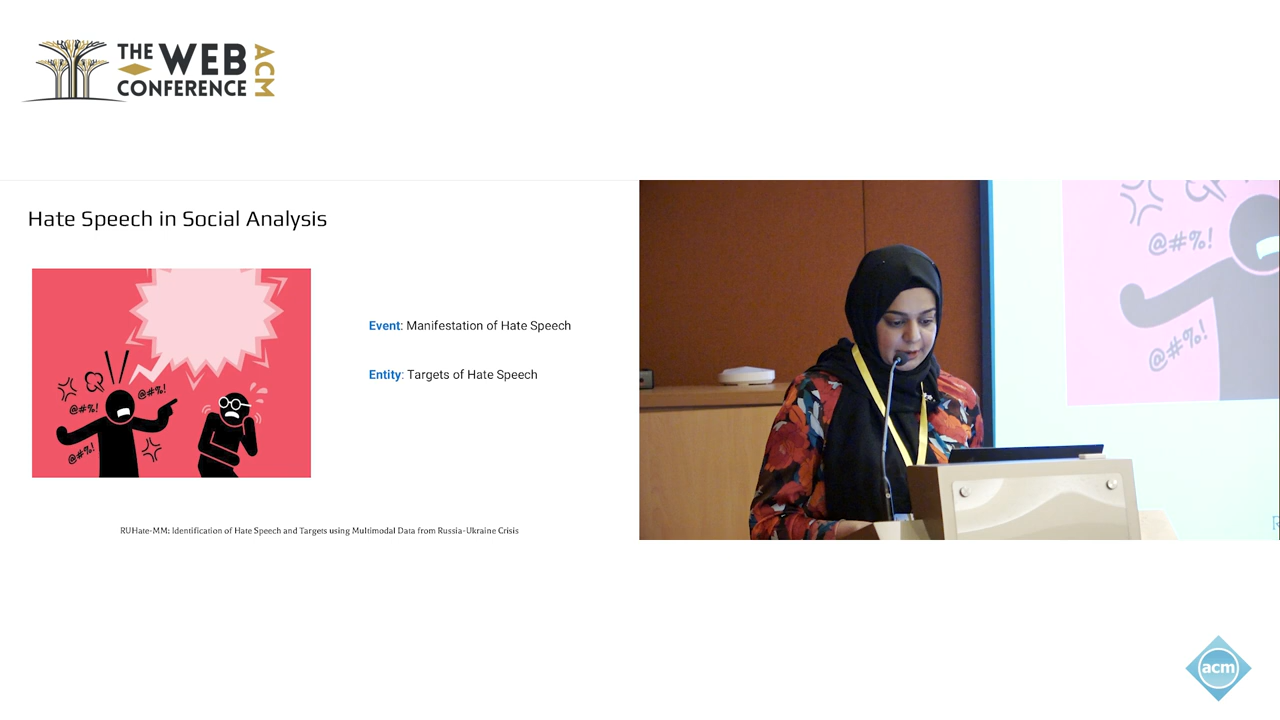 THE WEB
CONFERENCE
ACM
Hate Speech in Social Analysis
@#%!
@#%!
@#%!
Event: Manifestation of Hate Speech
Entity: Targets of Hate Speech
RUHate-MM: Identification of Hate Speech and Targets using Multimodal Data from Russia-Ukraine Crisis
@#%!
@#%!
R
acm